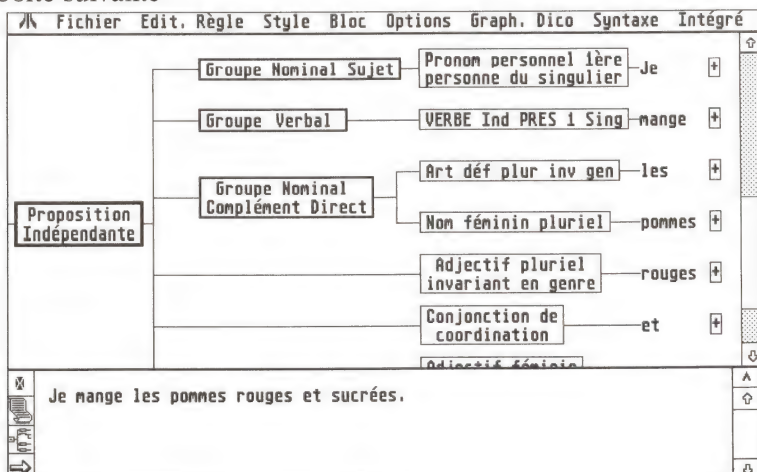 Fichier Edit. Règle Style Bloc Options Graph. Dico Syntaxe Intégré
Groupe Nominal Sujet
Pronom personnel 1ère
personne du singulier
Je
Groupe Verbal
VERBE Ind PRES 1 Sing
mange
Groupe Nominal
Complément Direct
Art déf plur inv gen
les
Proposition
Indépendante
Nom féminin pluriel
pommes
Adjectif pluriel
invariant en genre
rouges
Conjonction de
coordination
et
Adjectif féminin
Je mange les pommes rouges et sucrées.